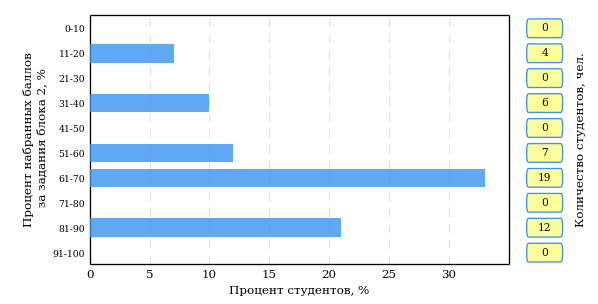 Процент набранных баллов
за задания блока 2, %
0-10 0
11-20 4
21-30 0
31-40 6
41-50 0
51-60 7
61-70 19
71-80 0
81-90 12
91-100 0
Количество студентов, чел.
0 5 10 15 20 25 30
Процент студентов, %